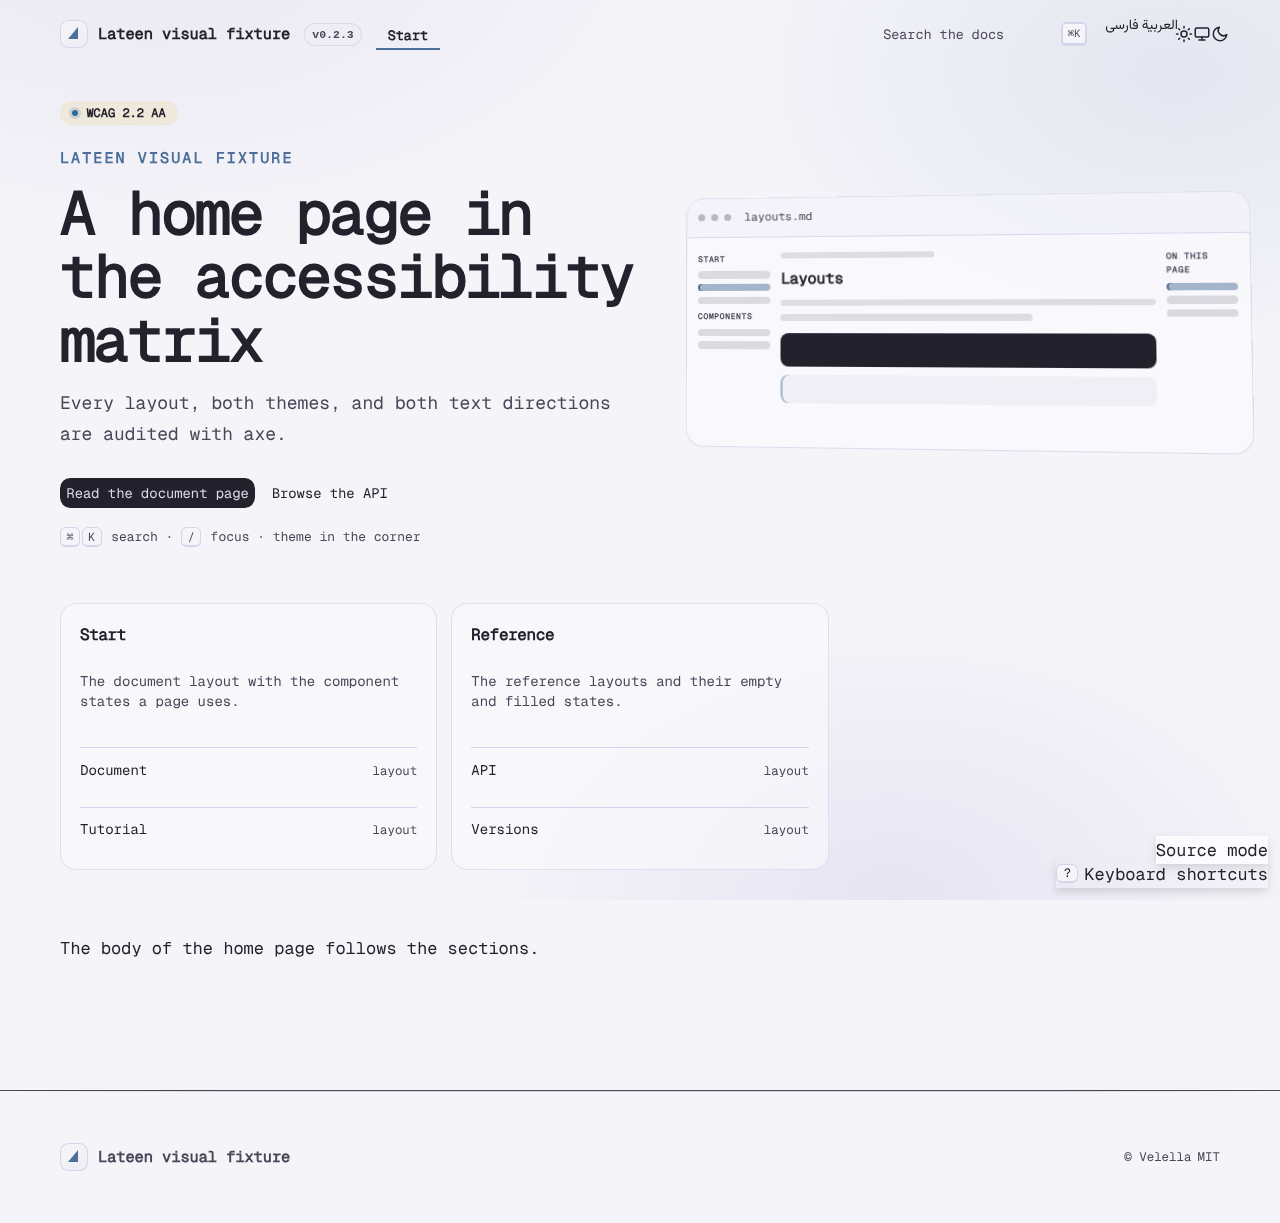 Lateen visual fixture
v0.2.3
Start
Search the docs
⌘K
العربية فارسی
WCAG 2.2 AA
LATEEN VISUAL FIXTURE
A home page in
the accessibility
matrix
Every layout, both themes, and both text directions
are audited with axe.
Read the document page
Browse the API
⌘ K search · / focus · theme in the corner
layouts.md
START
COMPONENTS
Layouts
ON THIS
PAGE
Start
The document layout with the component
states a page uses.
Document layout
Tutorial layout
Reference
The reference layouts and their empty
and filled states.
API layout
Versions layout
Source mode
? Keyboard shortcuts
The body of the home page follows the sections.
Lateen visual fixture
© Velella MIT